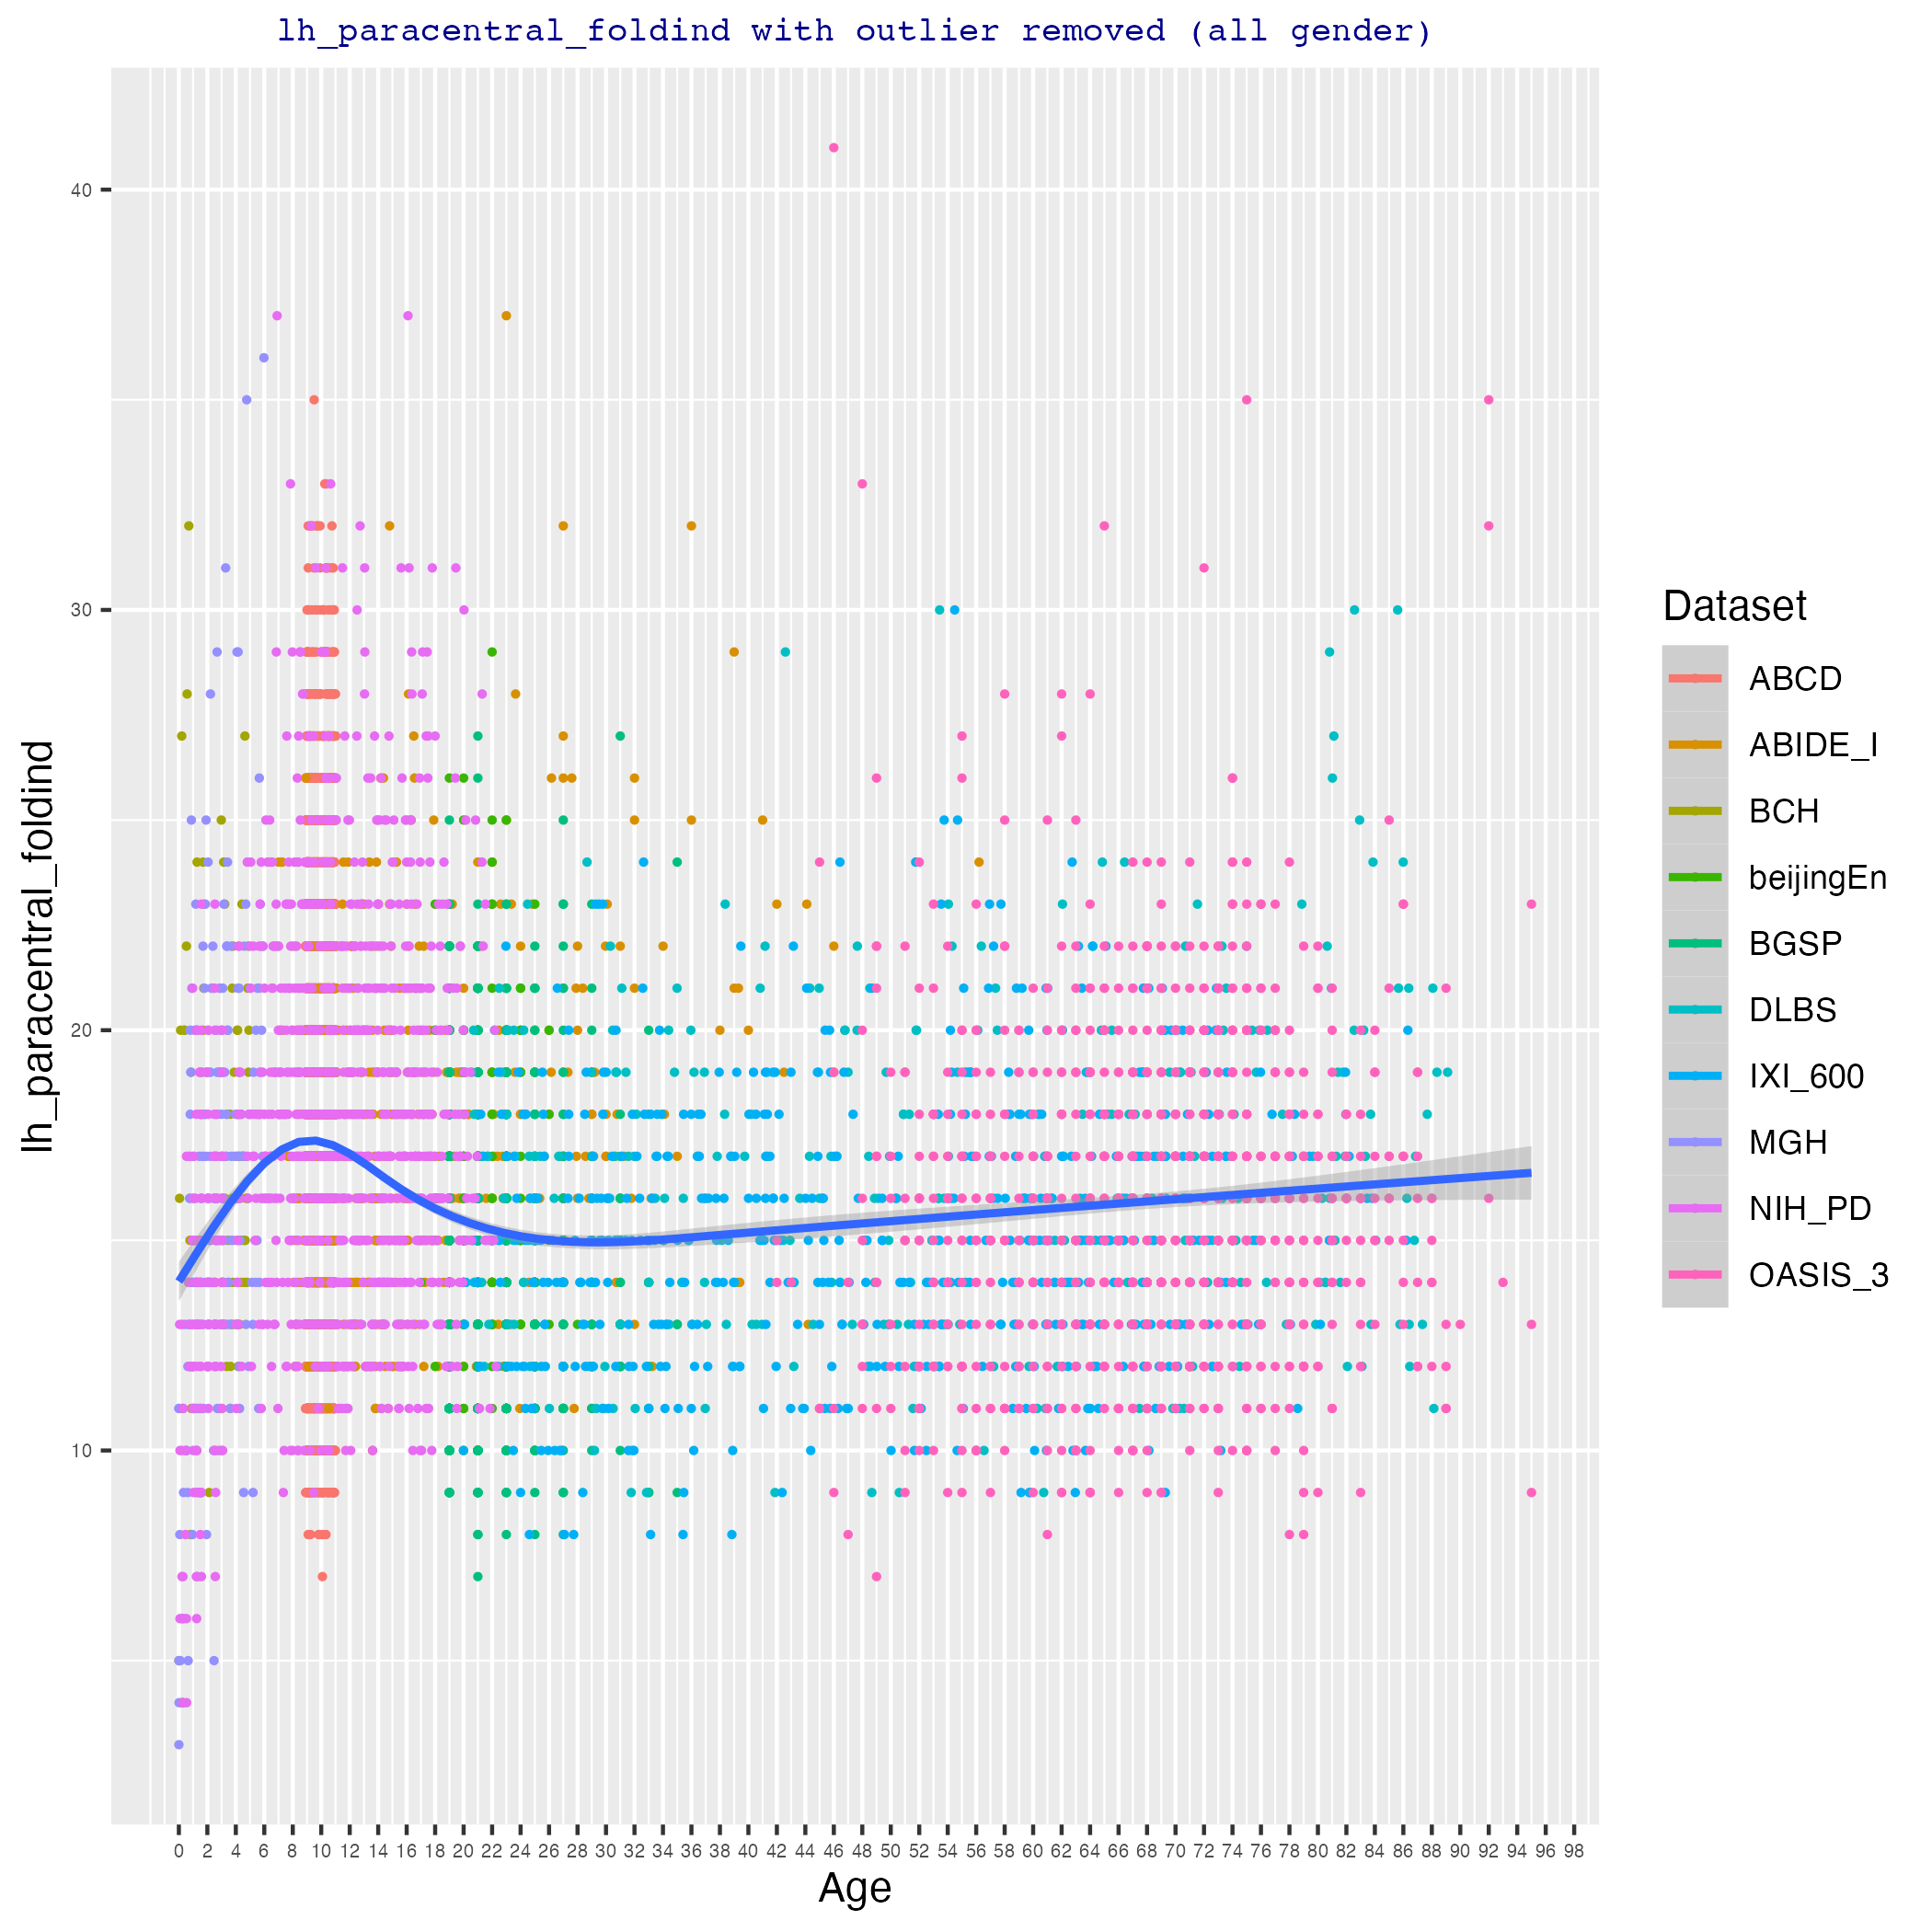 lh_paracentral_foldind with outlier removed (all gender)
lh_paracentral_foldind
40
30
20
10
0 2 4 6 8 10 12 14 16 18 20 22 24 26 28 30 32 34 36 38 40 42 44 46 48 50 52 54 56 58 60 62 64 66 68 70 72 74 76 78 80 82 84 86 88 90 92 94 96 98
Age
Dataset
ABCD
ABIDE_I
BCH
beijingEn
BGSP
DLBS
IXI_600
MGH
NIH_PD
OASIS_3